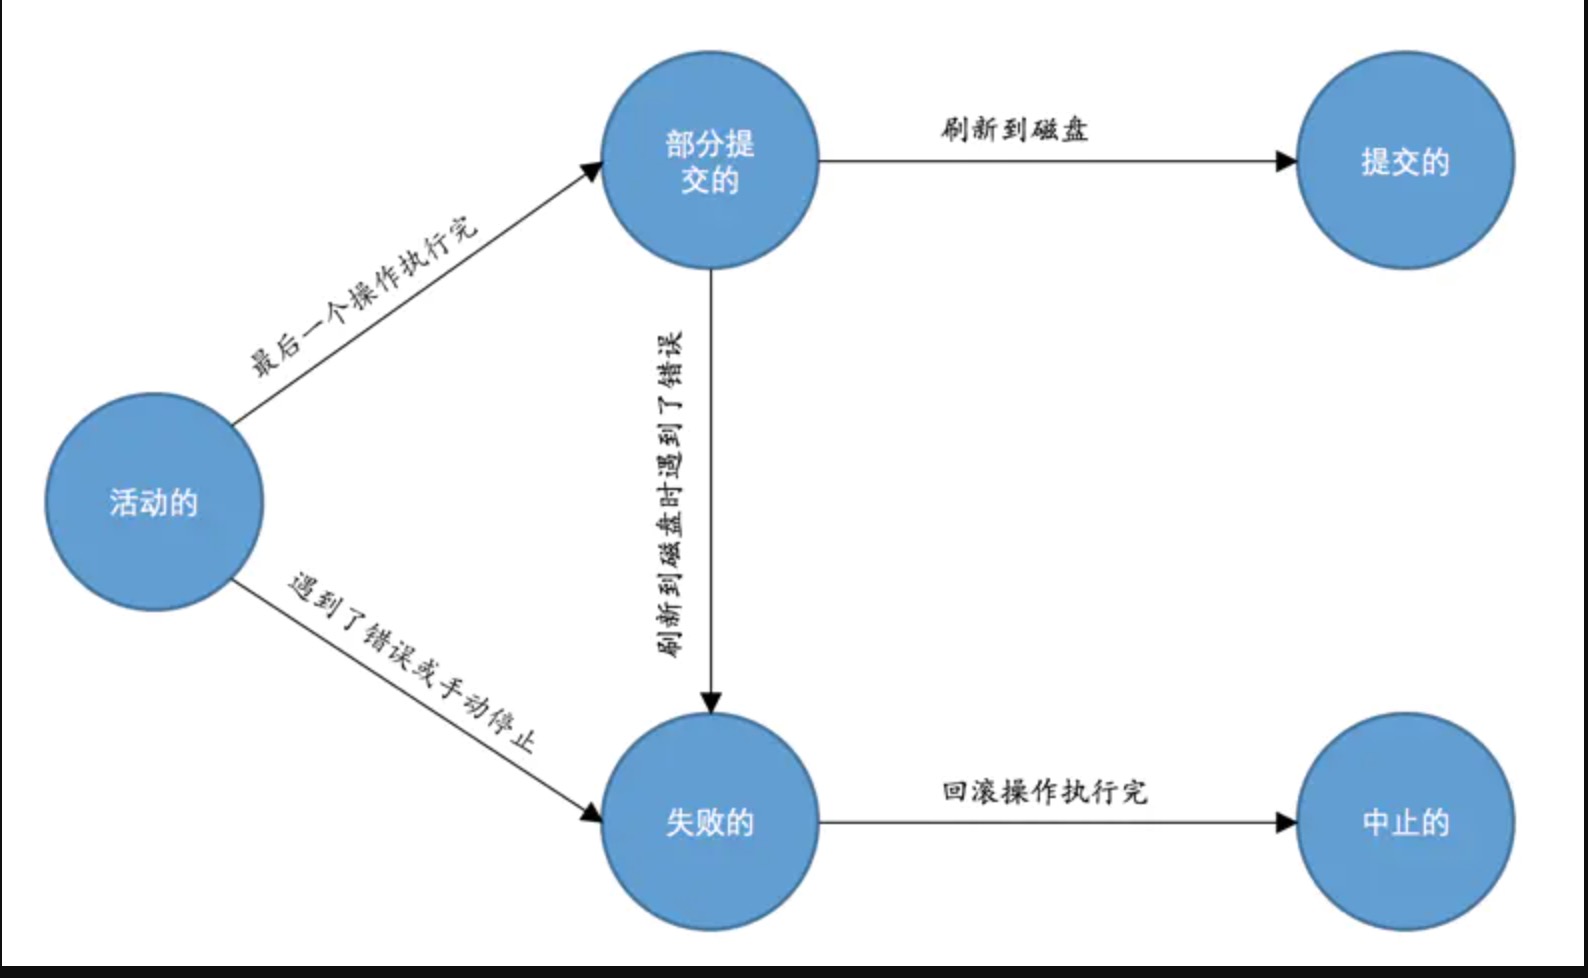 部分提
交的
刷新到磁盘
提交的
最后一个操作执行完
活动的
刷新到磁盘时遇到了错误
遇到了错误或手动停止
失败的
回滚操作执行完
中止的